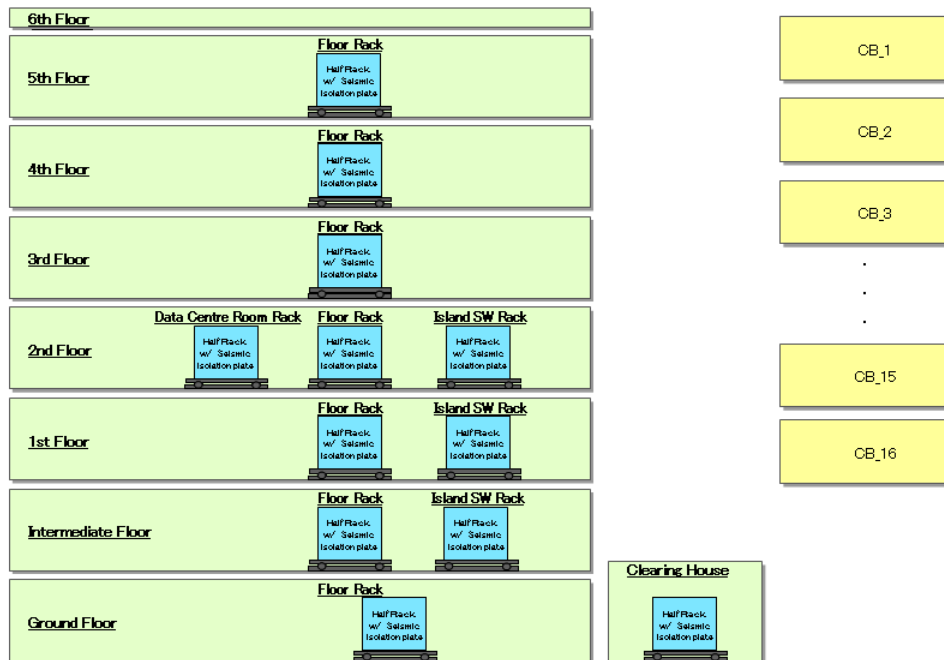 6th Floor
Floor Rack
5th Floor
Half Rack
w/ Seismic
Isolation plate
Floor Rack
4th Floor
Half Rack
w/ Seismic
Isolation plate
Floor Rack
3rd Floor
Half Rack
w/ Seismic
Isolation plate
Data Centre Room Rack Floor Rack Island SW Rack
2nd Floor
Half Rack
w/ Seismic
Isolation plate
Half Rack
w/ Seismic
Isolation plate
Half Rack
w/ Seismic
Isolation plate
Floor Rack Island SW Rack
1st Floor
Half Rack
w/ Seismic
Isolation plate
Half Rack
w/ Seismic
Isolation plate
Floor Rack Island SW Rack
Intermediate Floor
Half Rack
w/ Seismic
Isolation plate
Half Rack
w/ Seismic
Isolation plate
Floor Rack
Ground Floor
Half Rack
w/ Seismic
Isolation plate
Clearing House
Half Rack
w/ Seismic
Isolation plate
CB_1
CB_2
CB_3
.
.
.
CB_15
CB_16